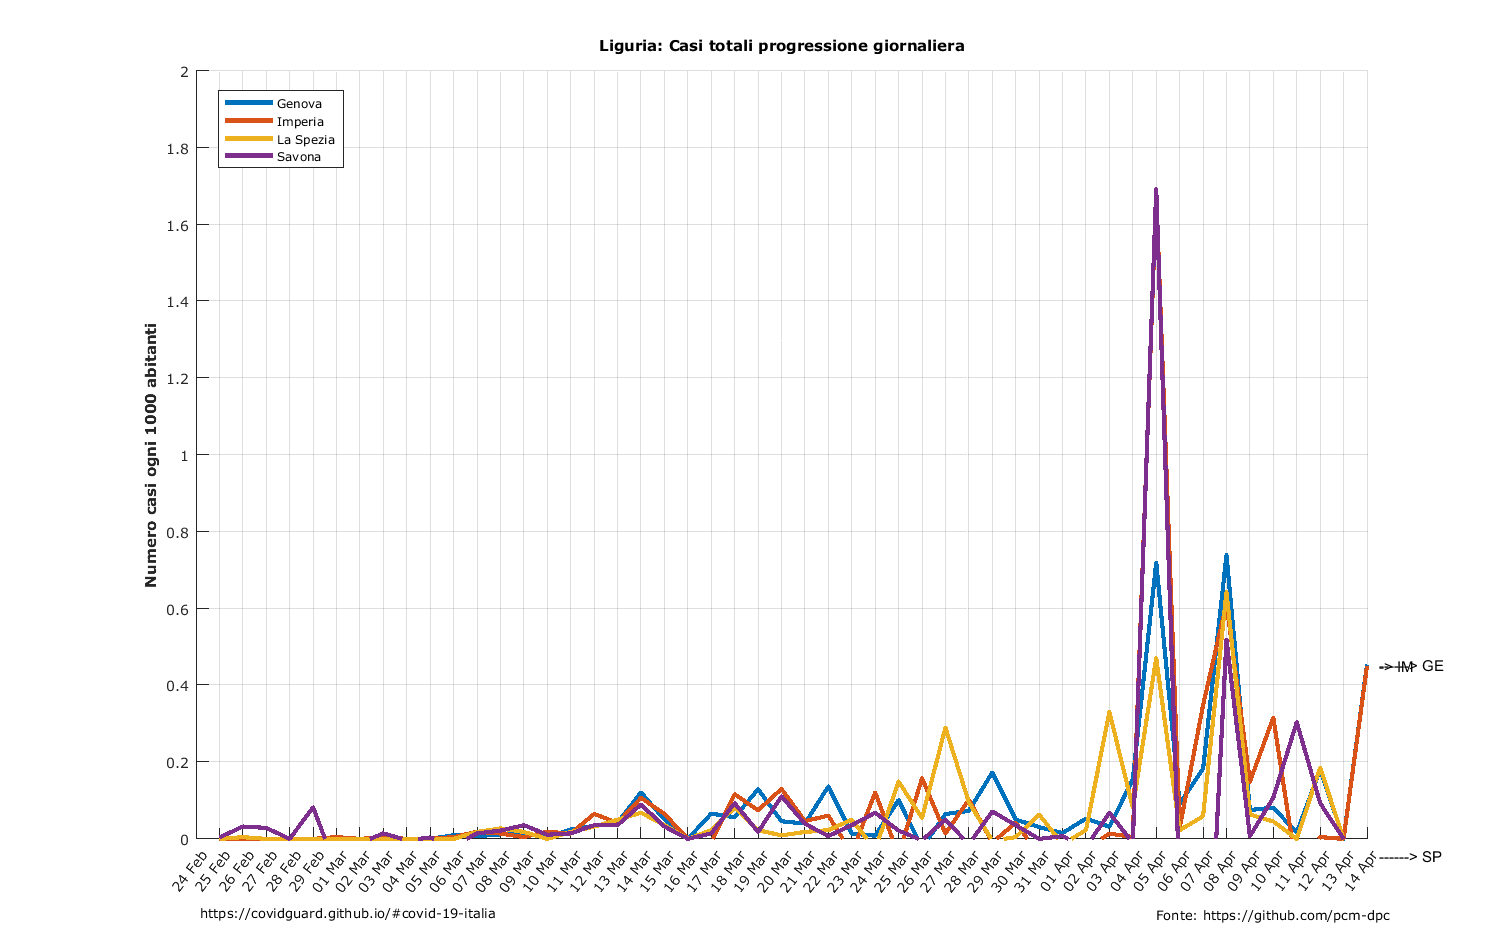 Liguria: Casi totali progressione giornaliera
Numero casi ogni 1000 abitanti
2
1.8
1.6
1.4
1.2
1
0.8
0.6
0.4
0.2
0
Genova
Imperia
La Spezia
Savona
24 Feb
25 Feb
26 Feb
27 Feb
28 Feb
29 Feb
01 Mar
02 Mar
03 Mar
04 Mar
05 Mar
06 Mar
07 Mar
08 Mar
09 Mar
10 Mar
11 Mar
12 Mar
13 Mar
14 Mar
15 Mar
16 Mar
17 Mar
18 Mar
19 Mar
20 Mar
21 Mar
22 Mar
23 Mar
24 Mar
25 Mar
26 Mar
27 Mar
28 Mar
29 Mar
30 Mar
31 Mar
01 Apr
02 Apr
03 Apr
04 Apr
05 Apr
06 Apr
07 Apr
08 Apr
09 Apr
10 Apr
11 Apr
12 Apr
13 Apr
14 Apr
-> IM
---> GE
------> SP
https://covidguard.github.io/#covid-19-italia
Fonte: https://github.com/pcm-dpc